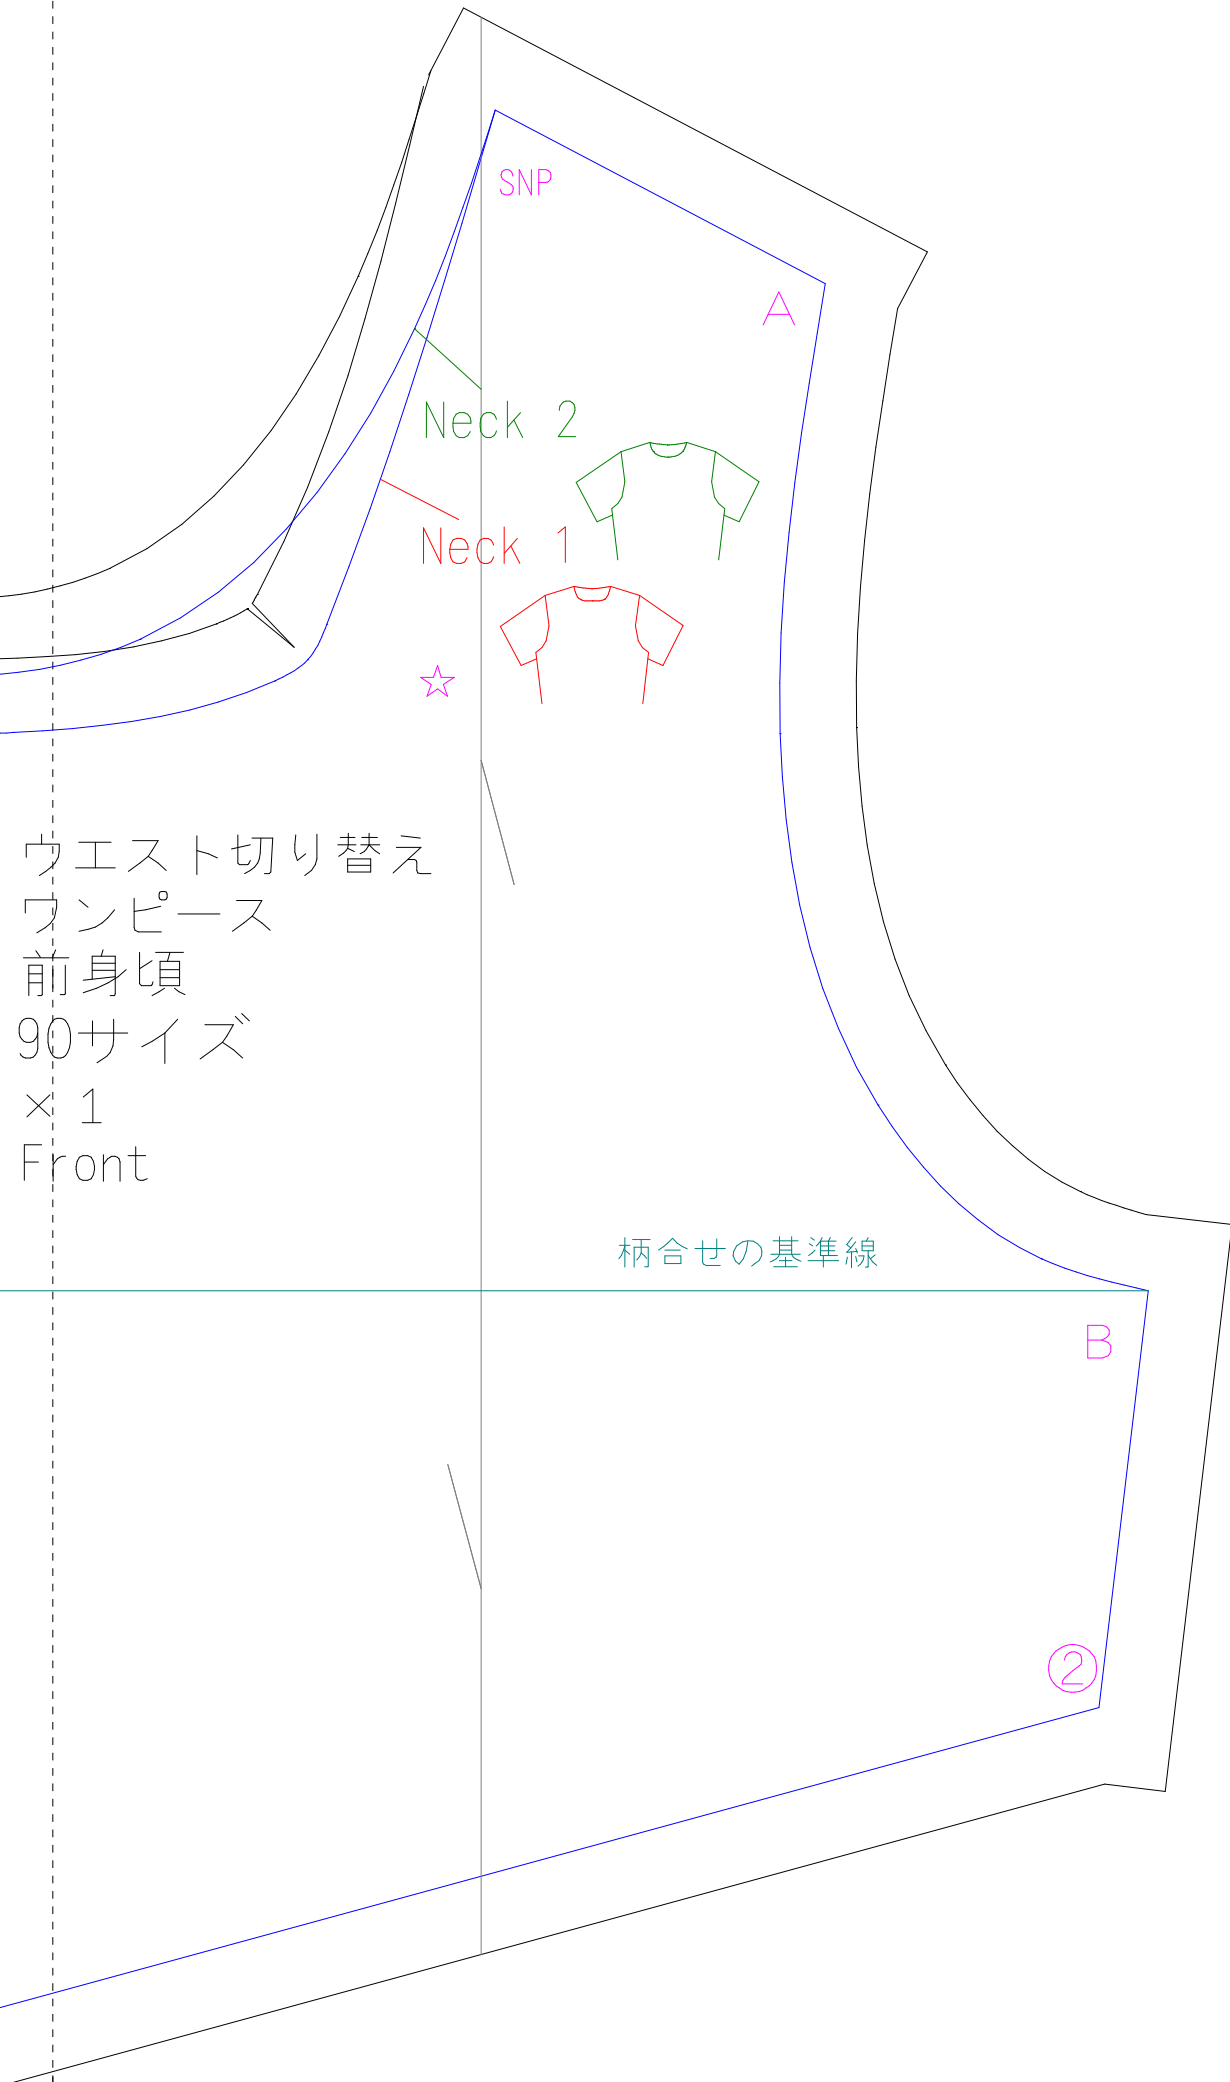 SNP
A
Neck 2
Neck 1
☆
ウエスト切り替え
ワンピース
前身頃
90サイズ
×1
Front
柄合せの基準線
B
②